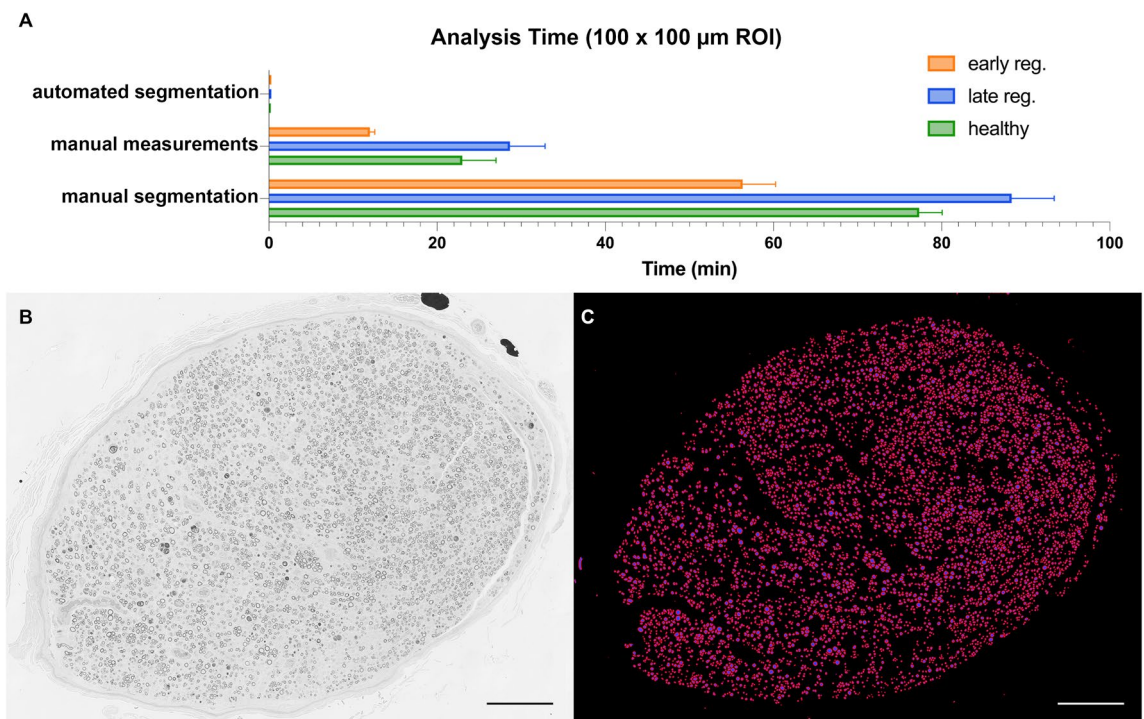 A
Analysis Time (100 x 100 µm ROI)
early reg.
late reg.
healthy
automated segmentation
manual measurements
manual segmentation
0 20 40 60 80 100
Time (min)
B
C